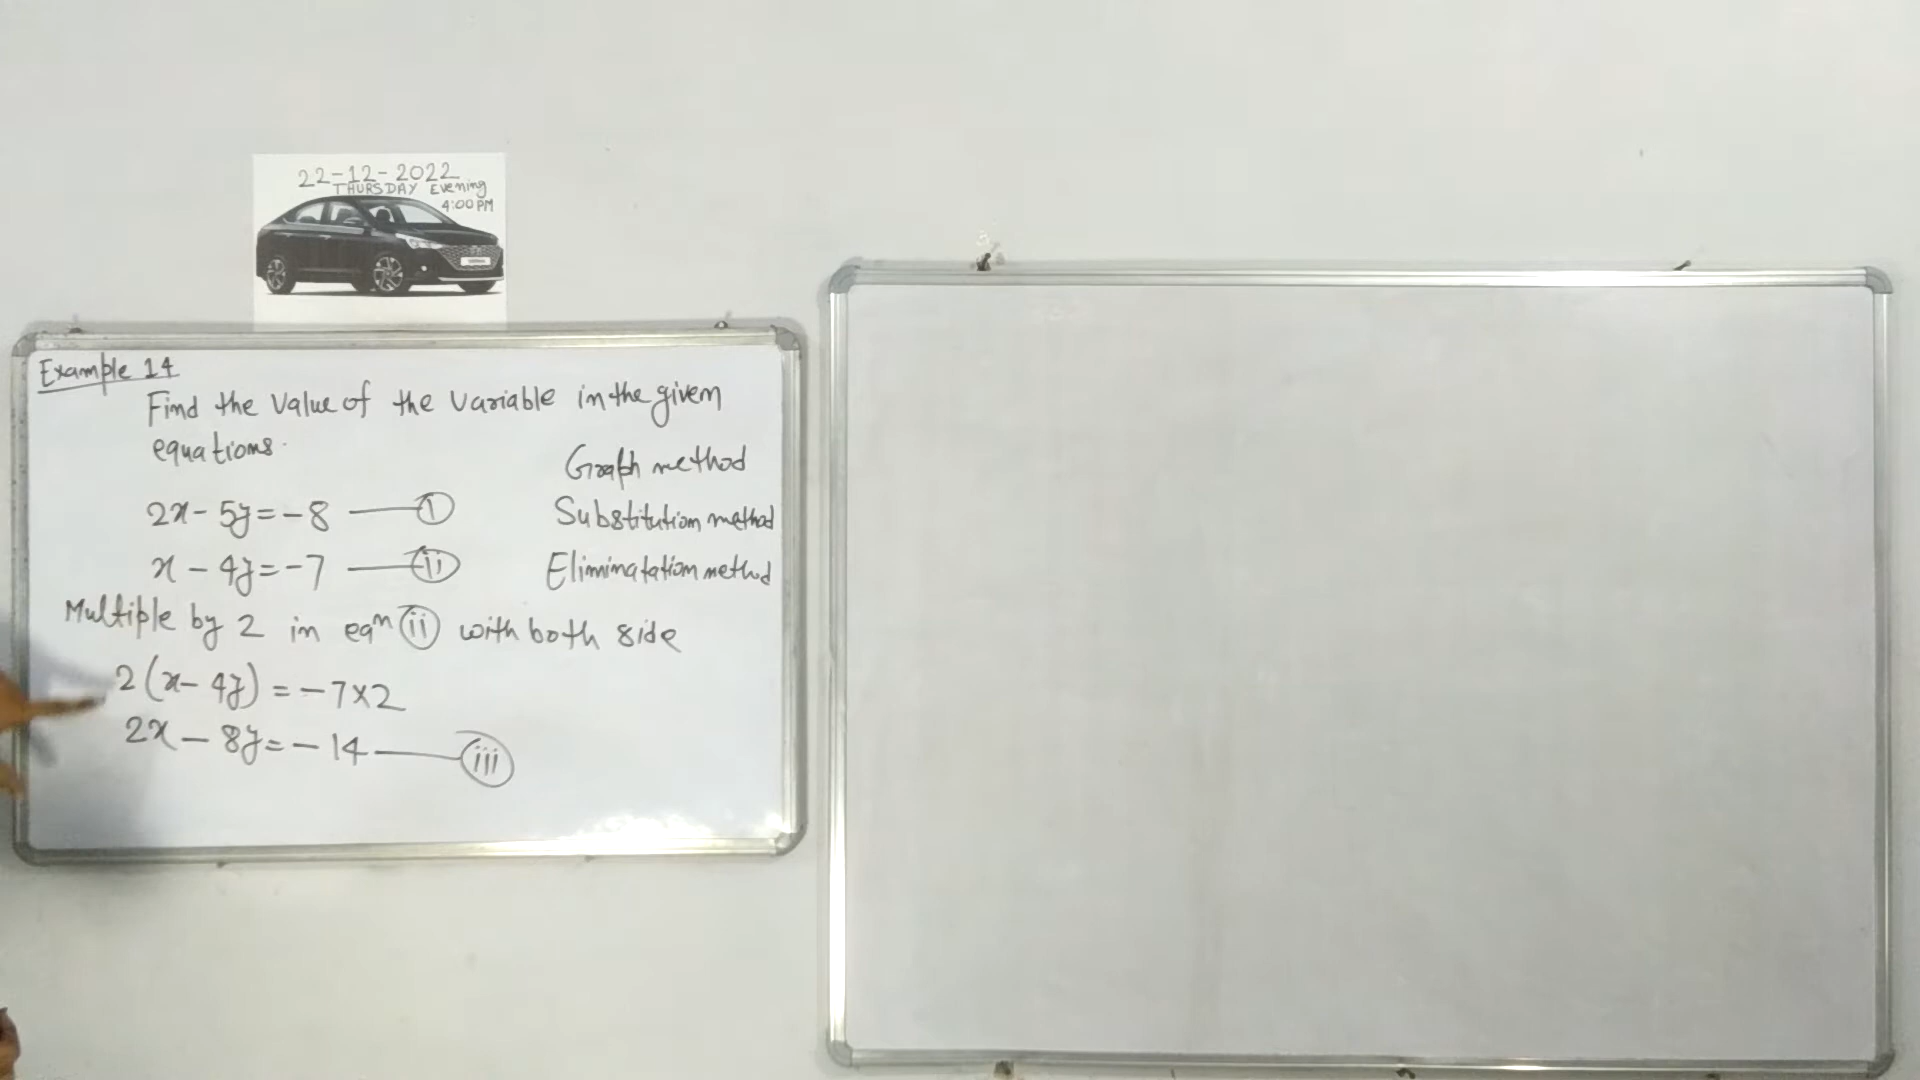 22-12-2022
THURSDAY Evening
4:00 PM
Example 14
Find the value of the variable in the given
equations.
Graph method
2x - 5y = -8 — (i)
Substitution method
x - 4y = -7 — (ii)
Eliminatation method
Multiple by 2 in eqn (ii) with both side
2(x - 4y) = -7×2
2x - 8y = -14 — (iii)